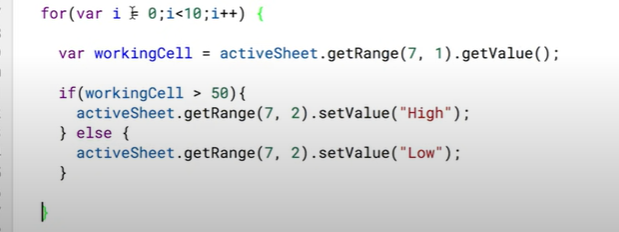 for(var i = 0;i<10;i++) {
var workingCell = activeSheet.getRange(7, 1).getValue();
if(workingCell > 50){
activeSheet.getRange(7, 2).setValue("High");
} else {
activeSheet.getRange(7, 2).setValue("Low");
}
}